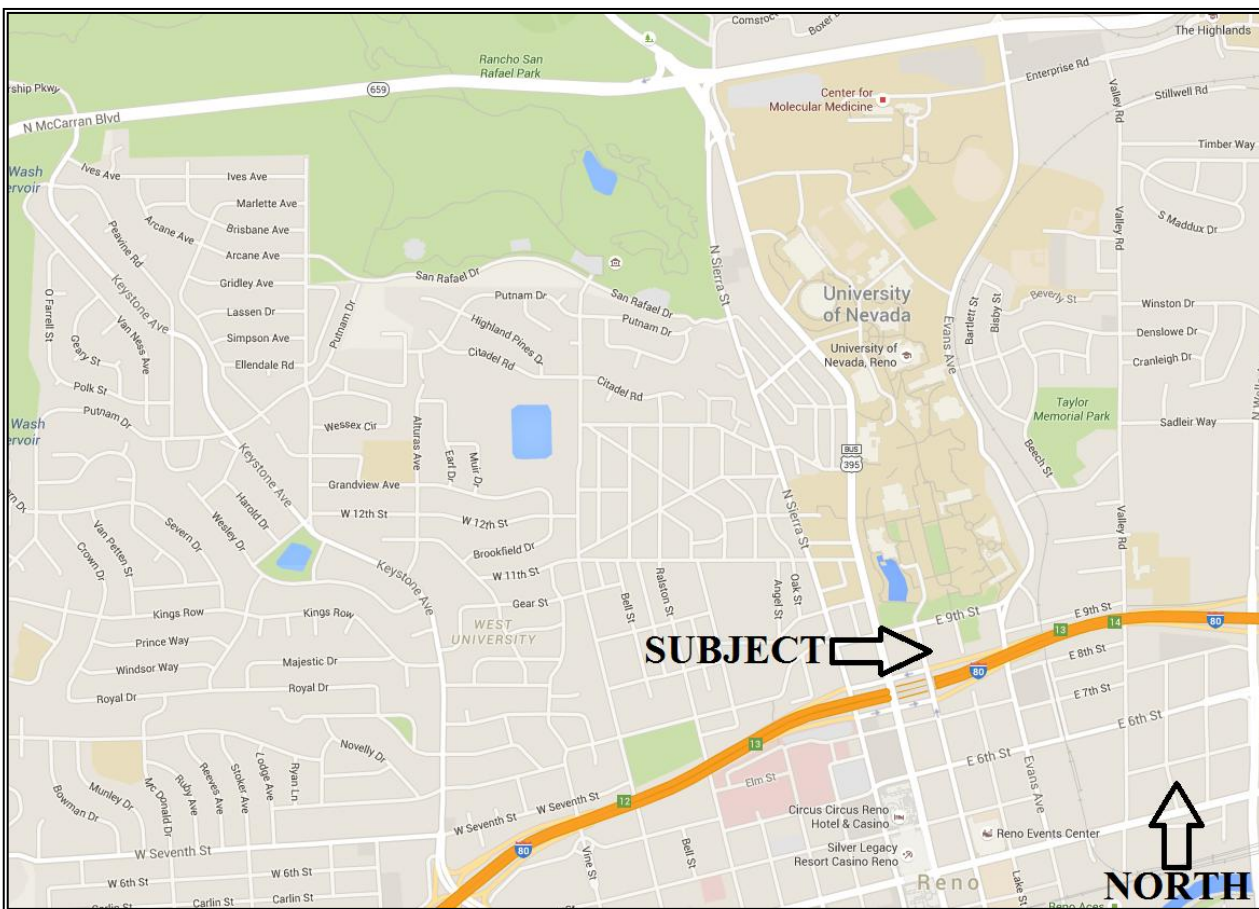 Comstock
Boxer D
The Highlands
Rancho San
Rafael Park
Enterprise Rd
Center for
Molecular Medicine
Valley Rd
Stillwell Rd
rship Pkwy
659
N McCarran Blvd
Timber Way
Wash
ervoir
Ives Ave
Ives Ave
Marlette Ave
Arcane Ave
Brisbane Ave
Peavine Rd
Arcane Ave
S Maddux Dr
Valley Rd
N Sierra St
San Rafael Dr
Gridley Ave
Keystone Ave
Putnam Dr
Putnam Dr
San Rafael Dr
University
of Nevada
Beverly St
Bartlett St
Bisby St
Winston Dr
O Farrell St
Lassen Dr
Putnam Dr
Highland Pines Dr
Evans Ave
Denslowe Dr
Van Ness Ave
Simpson Ave
Citadel Rd
University of
Nevada, Reno
Cranleigh Dr
Geary St
Ellendale Rd
Citadel Rd
Polk St
Taylor
Memorial Park
N Wells
Putnam Dr
Wash
ervoir
Wessex Cir
Alturas Ave
Earl Dr
Muir Dr
Sadleir Way
Keystone Ave
BUS
395
Beech St
Grandview Ave
Harold Dr
W 12th St
W 12th St
N Sierra St
ern Dr
Van Petten St
Severn Dr
Wesley Dr
Valley Rd
Crown Dr
Brookfield Dr
Keystone Ave
W 11th St
Ralston St
Bell St
Angel St
Oak St
Gear St
Kings Row
Kings Row
E 9th St
E 9th St
WEST
UNIVERSITY
Prince Way
13
14
80
SUBJECT
E 8th St
Windsor Way
Majestic Dr
80
E 7th St
Royal Dr
Royal Dr
E 6th St
Novelly Dr
13
E 6th St
Elm St
Evans Ave
Munley Dr
Mc Donald Dr
Ruby Ave
Reeves Ave
Stoker Ave
Lodge Ave
Ryan Ln
Bowman Dr
W Seventh St
12
Circus Circus Reno
Hotel & Casino
Reno Events Center
W Seventh St
80
Vine St
Bell St
Silver Legacy
Resort Casino Reno
W 6th St
W 6th St
Reno
Lake St
NORTH
Carlin St
Carlin St
Reno Aces